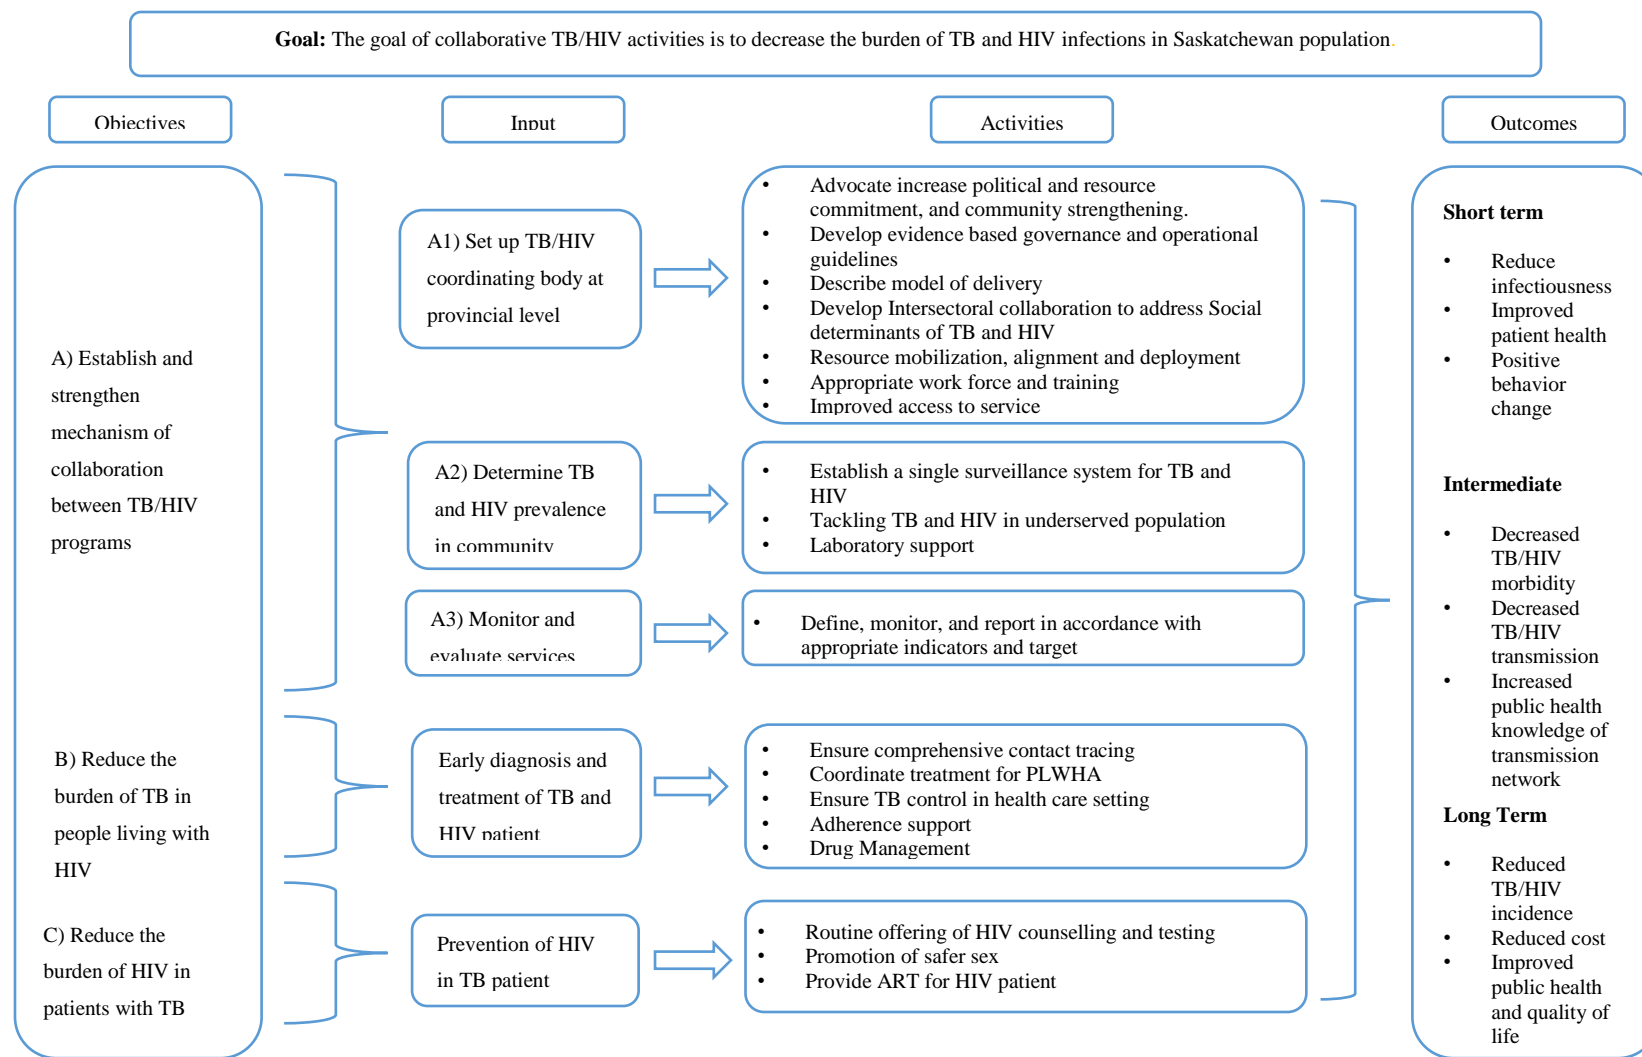 Goal: The goal of collaborative TB/HIV activities is to decrease the burden of TB and HIV infections in Saskatchewan population.
Objectives
Input
Activities
Outcomes
A) Establish and
strengthen
mechanism of
collaboration
between TB/HIV
programs
B) Reduce the
burden of TB in
people living with
HIV
C) Reduce the
burden of HIV in
patients with TB
A1) Set up TB/HIV
coordinating body at
provincial level
A2) Determine TB
and HIV prevalence
in community
A3) Monitor and
evaluate services
Early diagnosis and
treatment of TB and
HIV patient
Prevention of HIV
in TB patient
• Advocate increase political and resource
commitment, and community strengthening.
• Develop evidence based governance and operational
guidelines
• Describe model of delivery
• Develop Intersectoral collaboration to address Social
determinants of TB and HIV
• Resource mobilization, alignment and deployment
• Appropriate work force and training
• Improved access to service
• Establish a single surveillance system for TB and
HIV
• Tackling TB and HIV in underserved population
• Laboratory support
• Define, monitor, and report in accordance with
appropriate indicators and target
• Ensure comprehensive contact tracing
• Coordinate treatment for PLWHA
• Ensure TB control in health care setting
• Adherence support
• Drug Management
• Routine offering of HIV counselling and testing
• Promotion of safer sex
• Provide ART for HIV patient
Short term
• Reduce
infectiousness
• Improved
patient health
• Positive
behavior
change
Intermediate
• Decreased
TB/HIV
morbidity
• Decreased
TB/HIV
transmission
• Increased
public health
knowledge of
transmission
network
Long Term
• Reduced
TB/HIV
incidence
• Reduced cost
• Improved
public health
and quality of
life